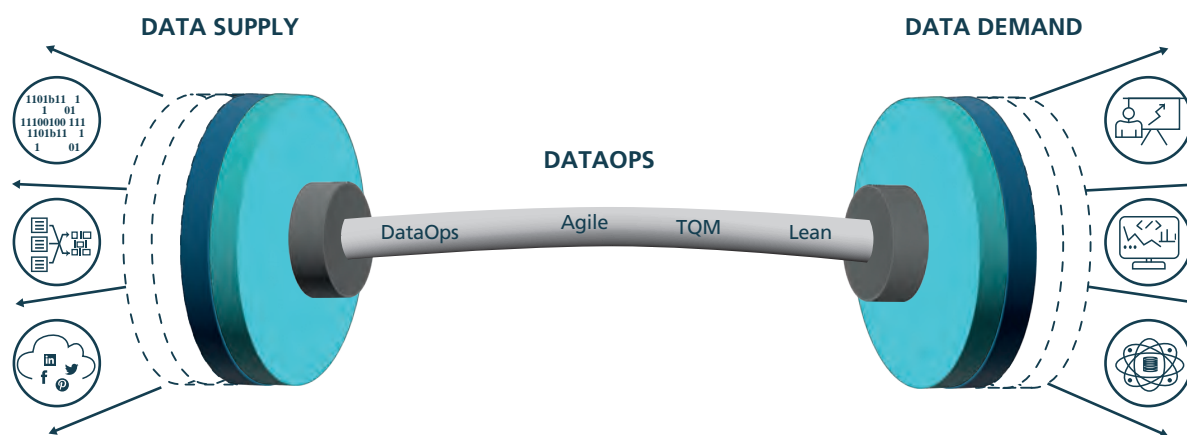 DATA SUPPLY
DATA DEMAND
1101b11 1
1 01
11100100 111
1101b11 1
1 01
DATAOPS
DataOps Agile TQM Lean
</>
in
f